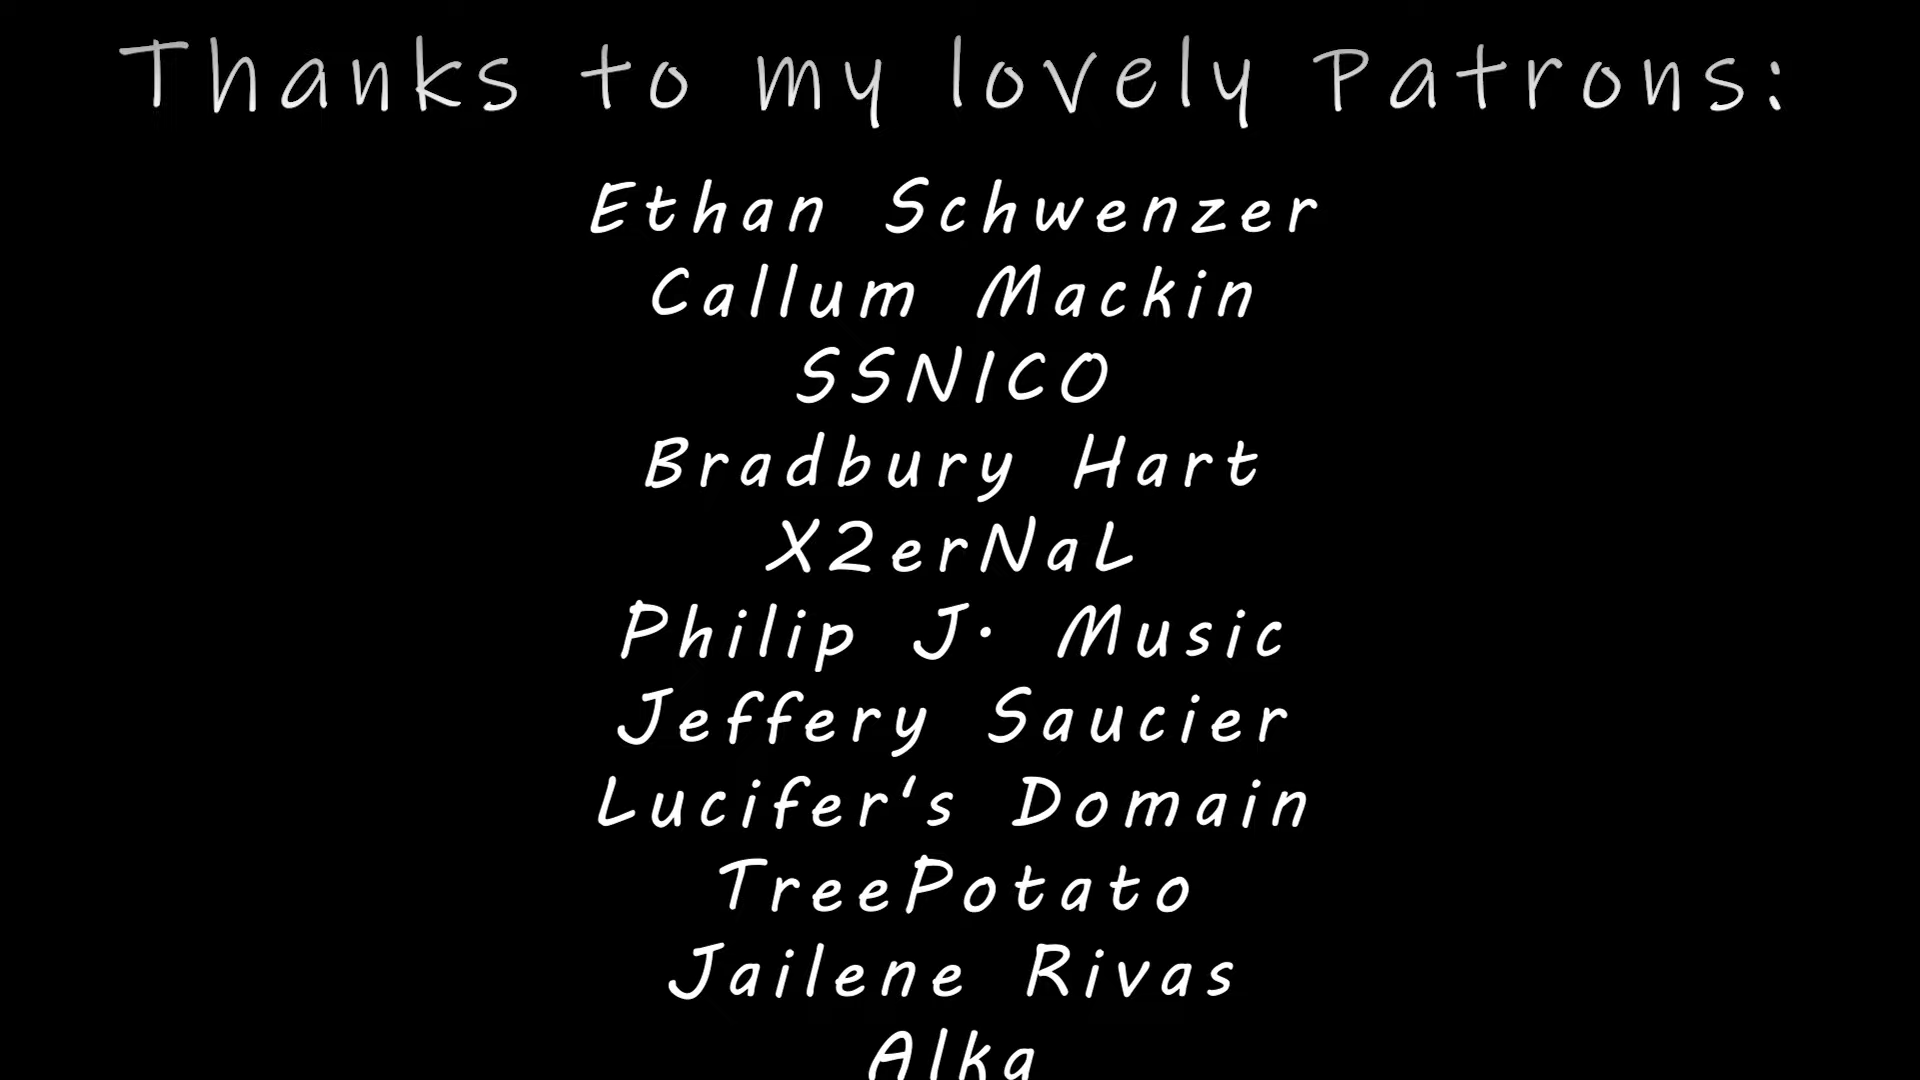 Thanks to my lovely Patrons:
Ethan Schwenzer
Callum Mackin
SSNICO
Bradbury Hart
X2erNaL
Philip J. Music
Jeffery Saucier
Lucifer's Domain
TreePotato
Jailene Rivas
Alka